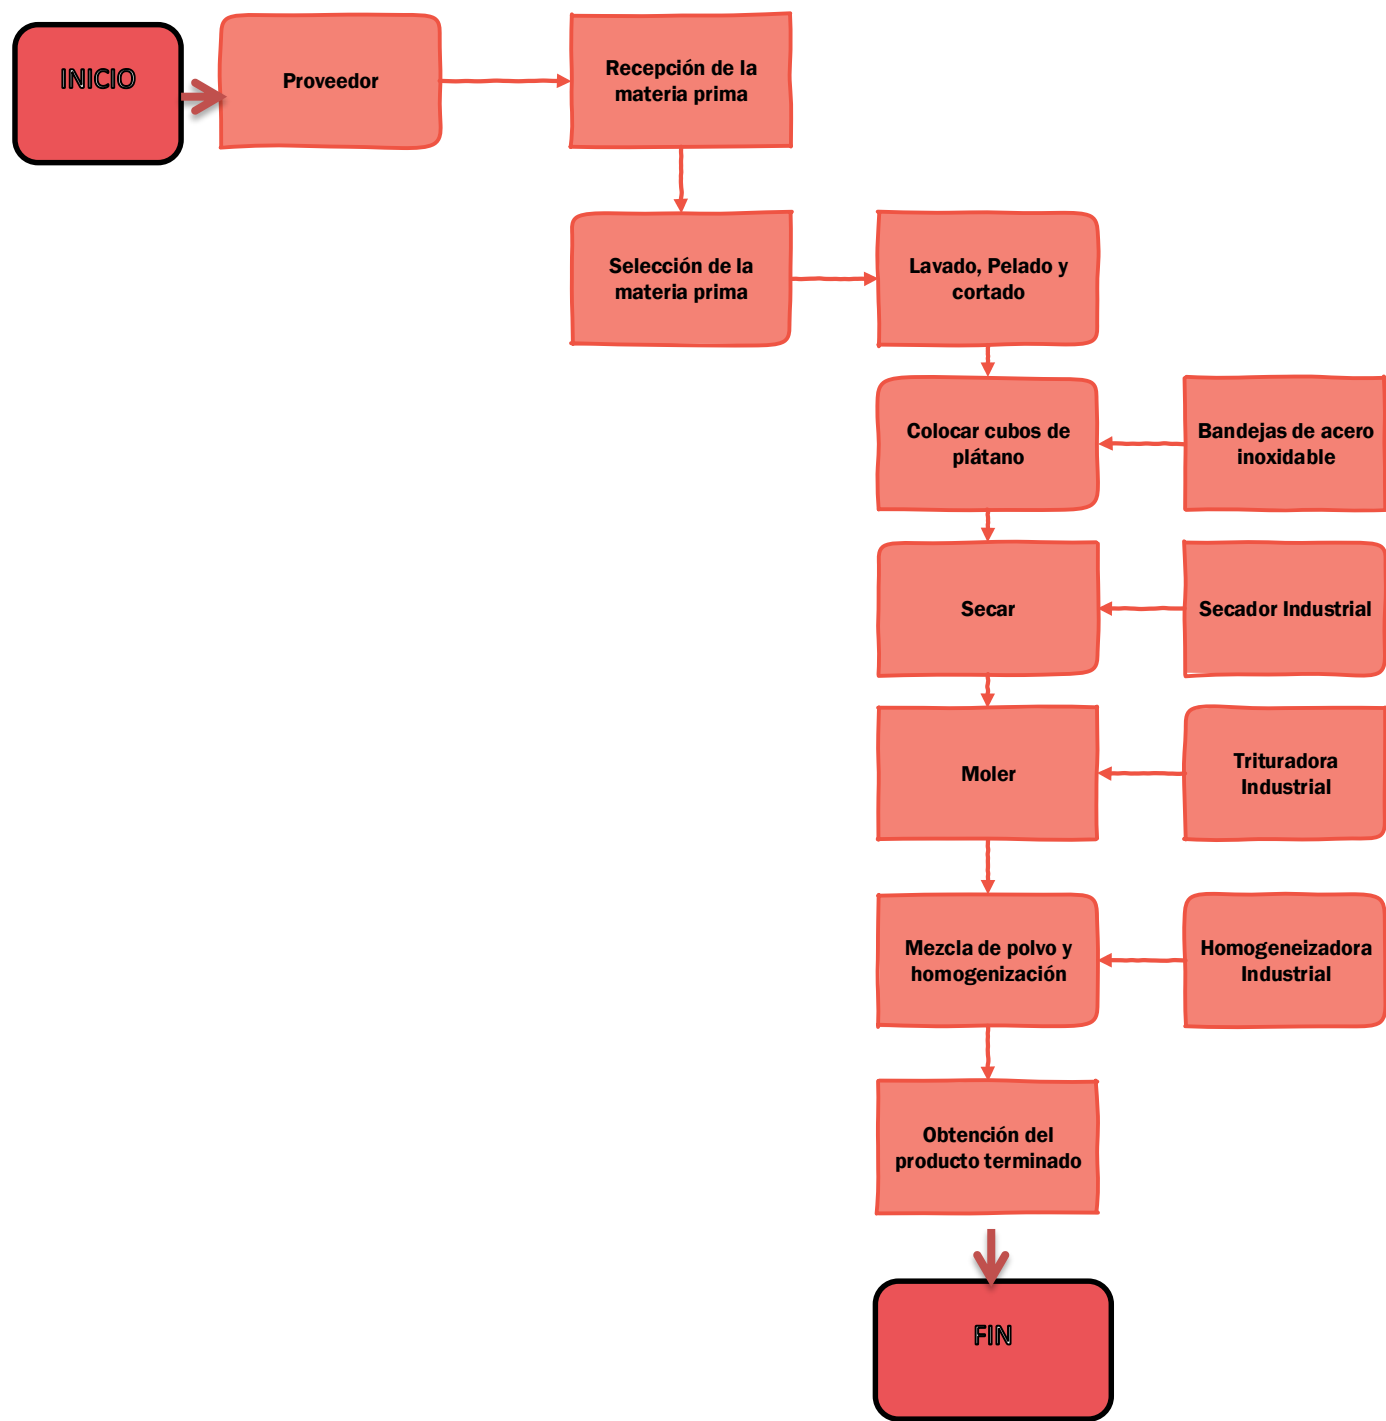 INICIO
Proveedor
Recepción de la
materia prima
Selección de la
materia prima
Lavado, Pelado y
cortado
Colocar cubos de
plátano
Bandejas de acero
inoxidable
Secar
Secador Industrial
Moler
Trituradora
Industrial
Mezcla de polvo y
homogenización
Homogeneizadora
Industrial
Obtención del
producto terminado
FIN